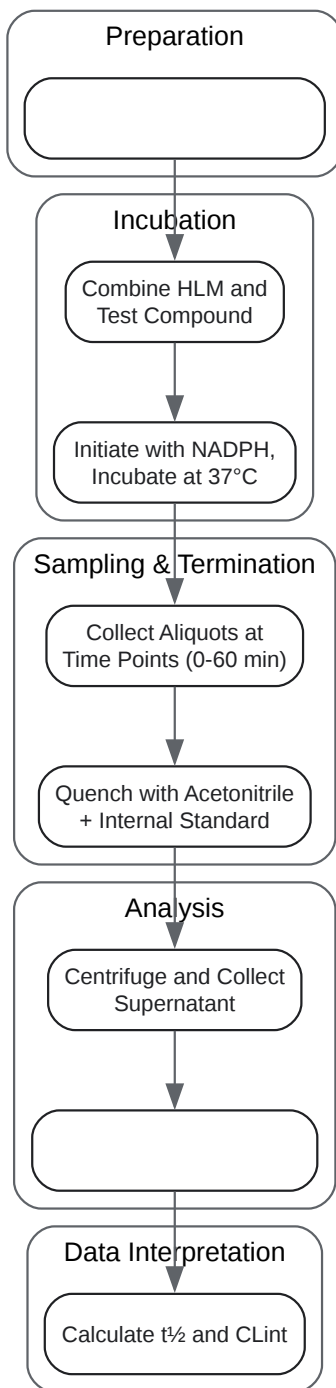 Preparation
Incubation
Combine HLM and
Test Compound
Initiate with NADPH,
Incubate at 37°C
Sampling & Termination
Collect Aliquots at
Time Points (0-60 min)
Quench with Acetonitrile
+ Internal Standard
Analysis
Centrifuge and Collect
Supernatant
Data Interpretation
Calculate t½ and CLint